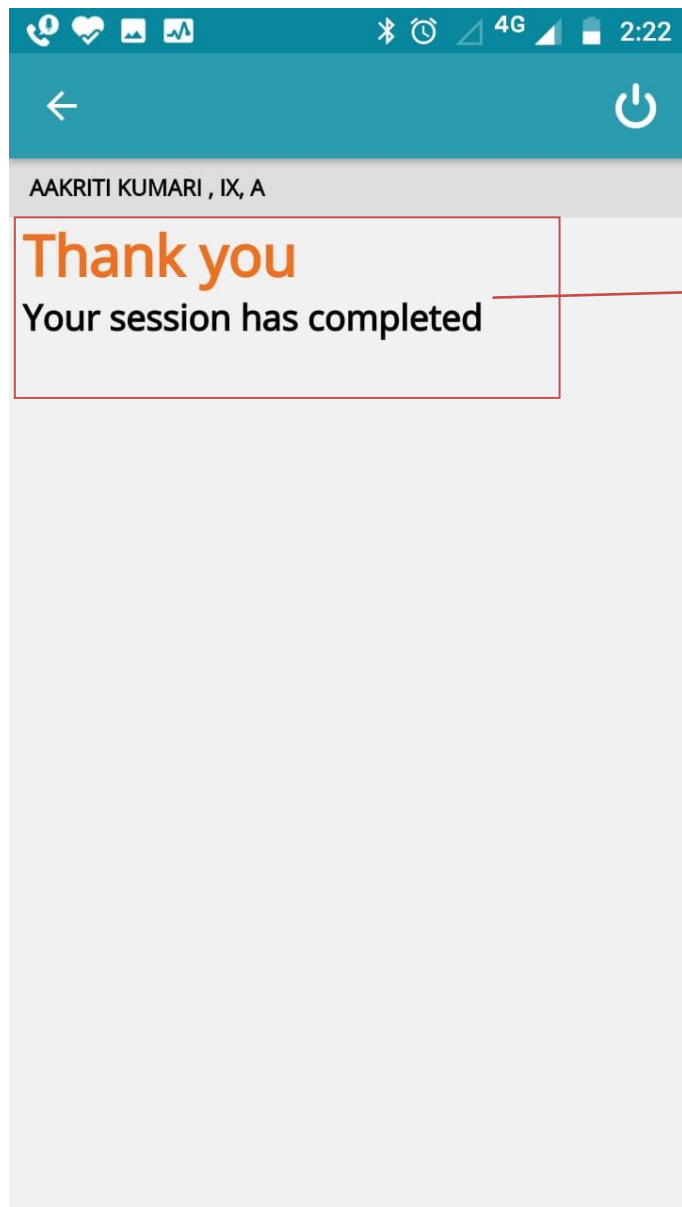 4G 2:22
AAKRITI KUMARI , IX, A
Thank you
Your session has completed